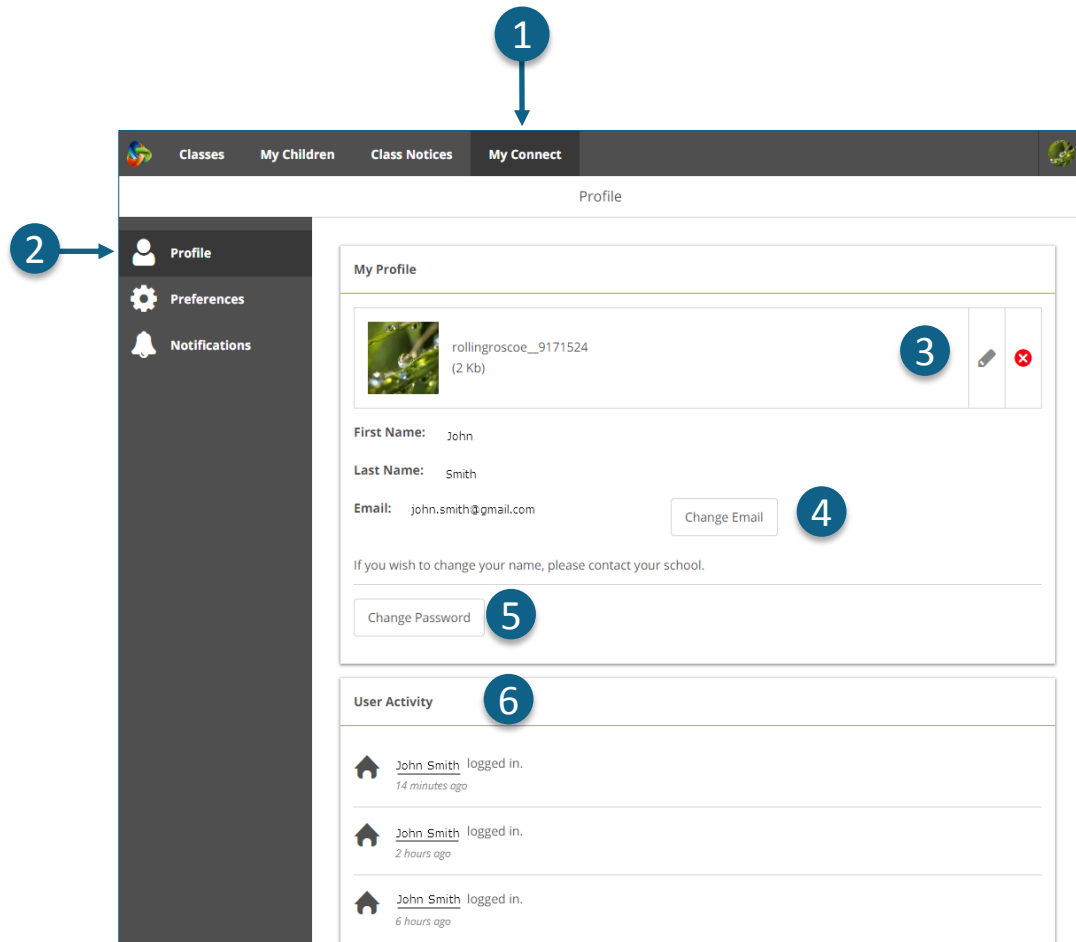 1
Classes My Children Class Notices My Connect
Profile
2
Profile
Preferences
Notifications
My Profile
rollingroscoe__9171524
(2 Kb)
3
First Name: John
Last Name: Smith
Email: john.smith@gmail.com Change Email 4
If you wish to change your name, please contact your school.
Change Password 5
User Activity 6
John Smith logged in.
14 minutes ago
John Smith logged in.
2 hours ago
John Smith logged in.
6 hours ago